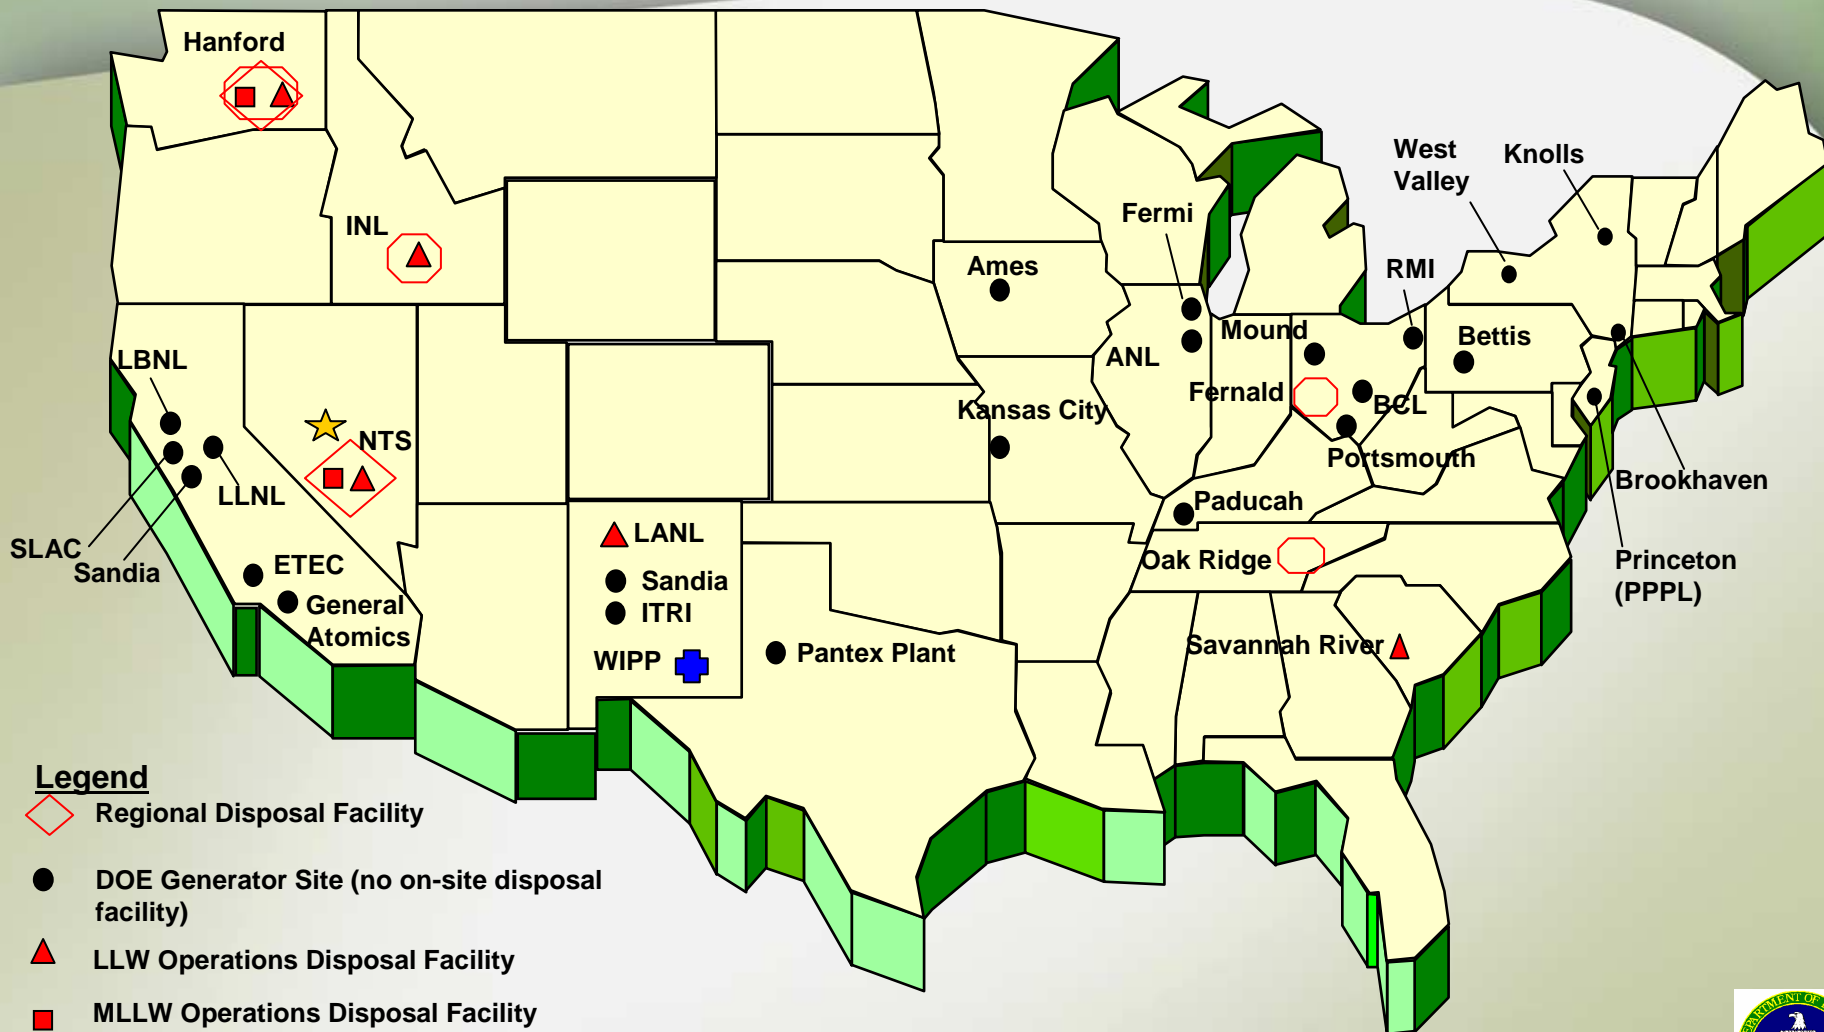 Hanford
INL
LBNL
NTS
LLNL
SLAC
Sandia
ETEC
General
Atomics
LANL
Sandia
ITRI
WIPP
Pantex Plant
Ames
Kansas City
Fermi
ANL
Mound
Fernald
BCL
Portsmouth
Paducah
Oak Ridge
Savannah River
RMI
West
Valley
Knolls
Bettis
Brookhaven
Princeton
(PPPL)
Legend
Regional Disposal Facility
DOE Generator Site (no on-site disposal
facility)
LLW Operations Disposal Facility
MLLW Operations Disposal Facility